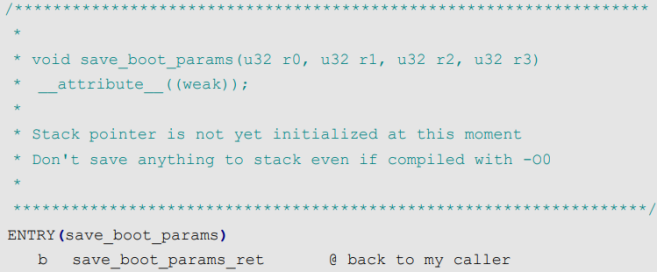 /*****************************************************************
*
* void save_boot_params(u32 r0, u32 r1, u32 r2, u32 r3)
* __attribute__((weak));
*
* Stack pointer is not yet initialized at this moment
* Don't save anything to stack even if compiled with -O0
*
*****************************************************************/
ENTRY(save_boot_params)
b save_boot_params_ret @ back to my caller